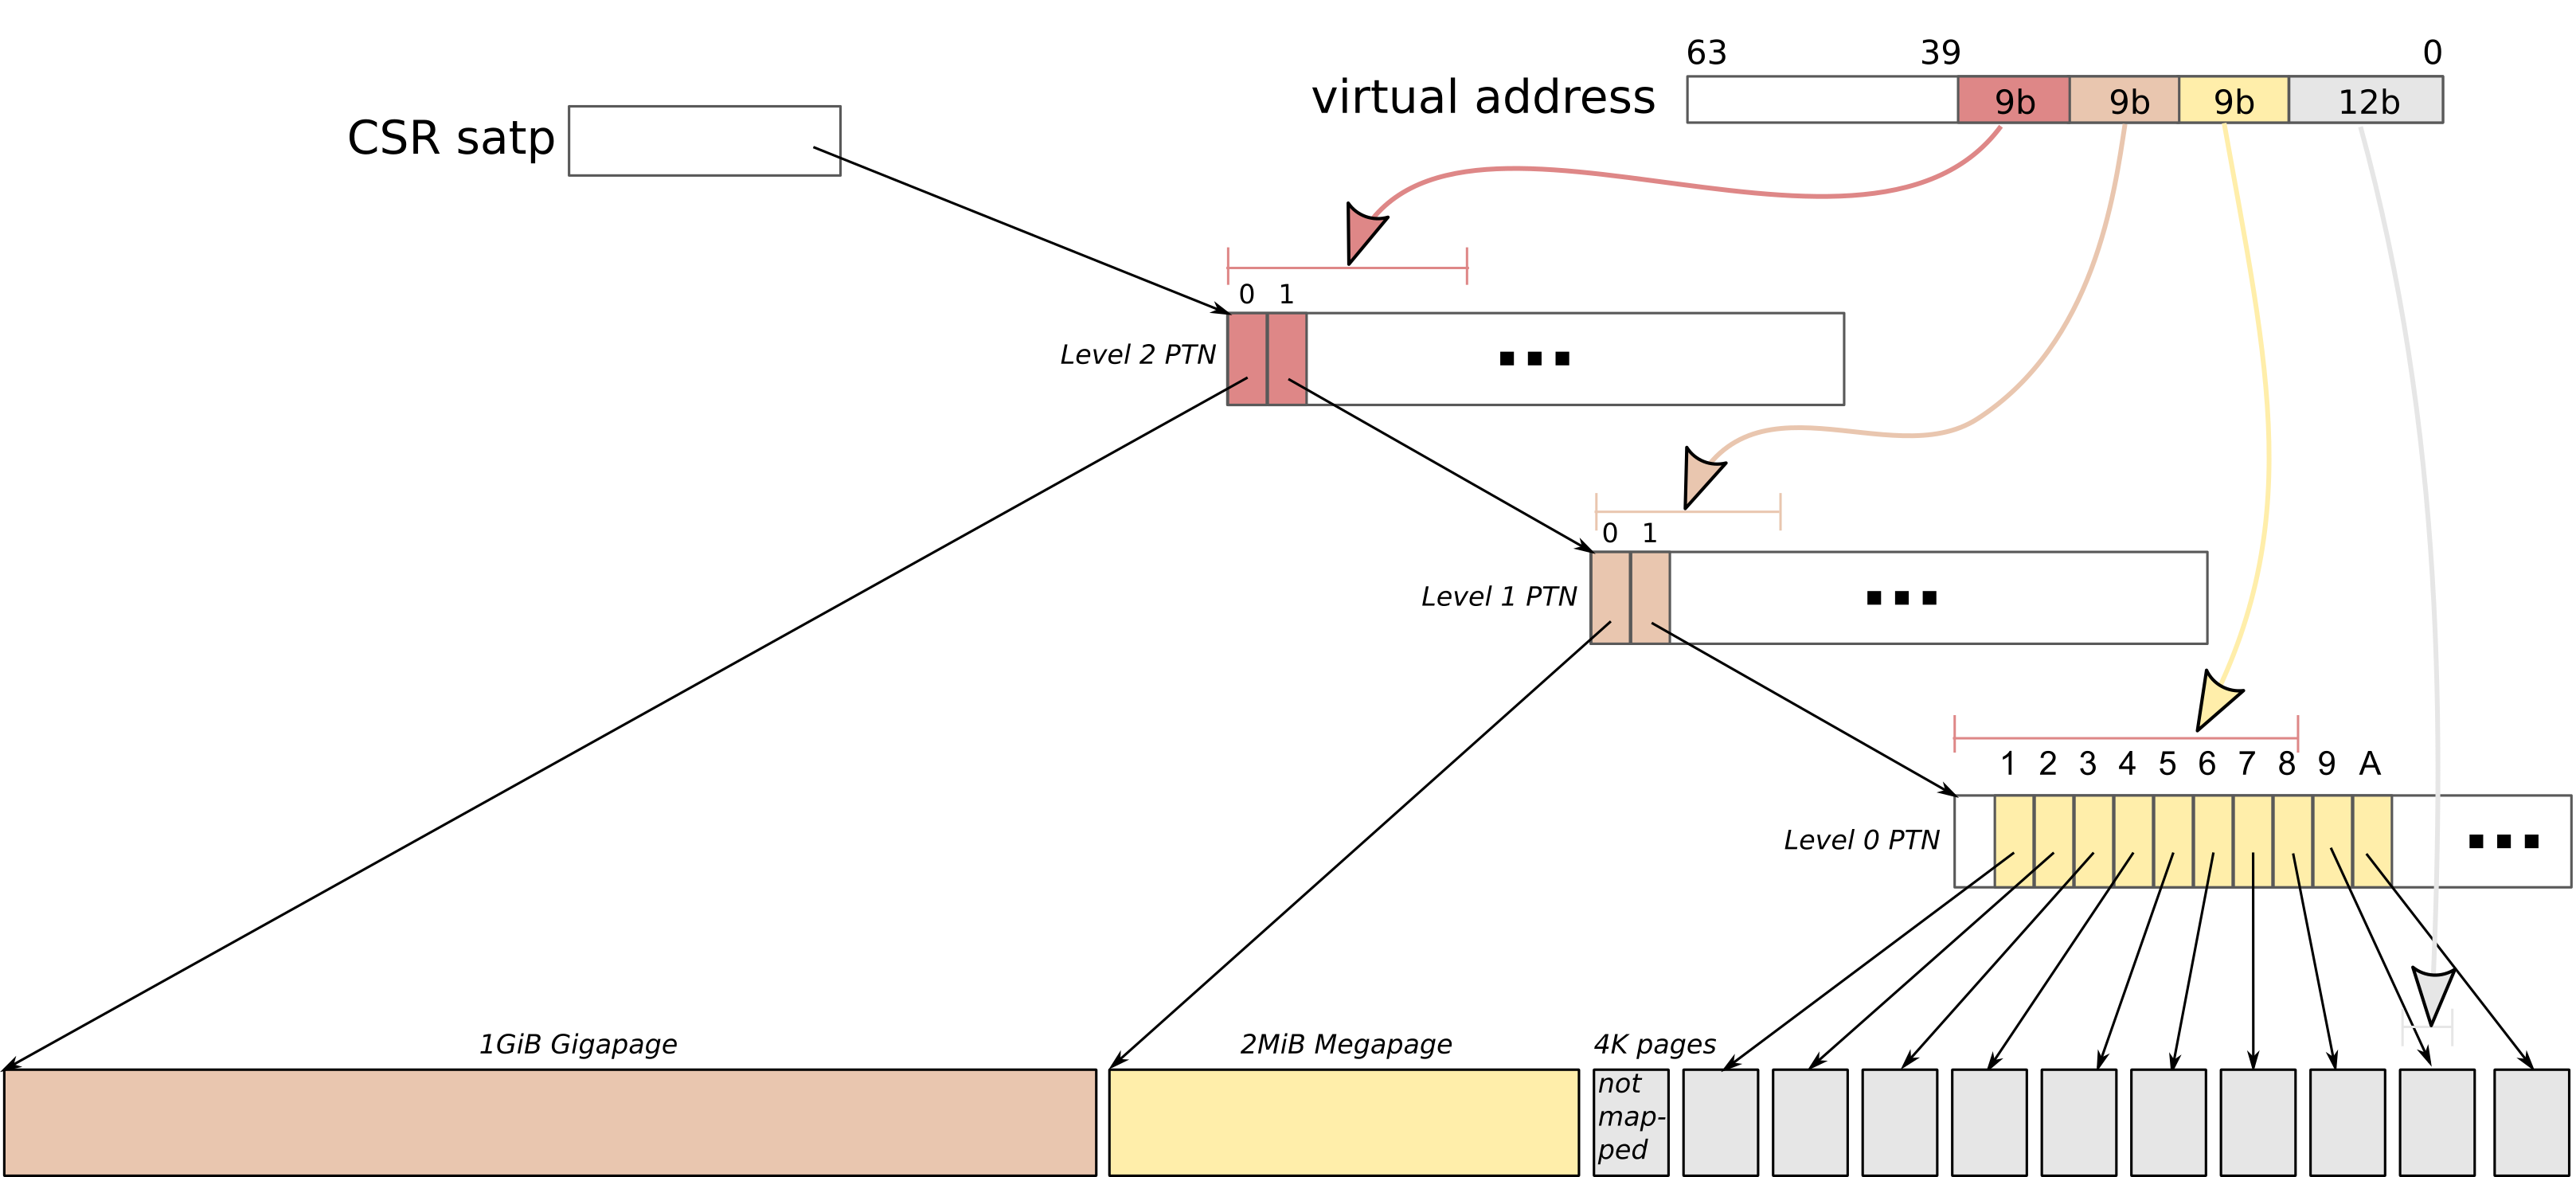 63 39 0
virtual address
9b 9b 9b 12b
CSR satp
0 1
Level 2 PTN
0 1
Level 1 PTN
1 2 3 4 5 6 7 8 9 A
Level 0 PTN
1GiB Gigapage
2MiB Megapage
4K pages
not
map-
ped